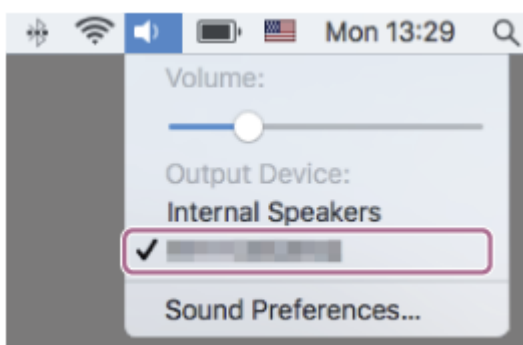 Mon 13:29
Volume:
Output Device:
Internal Speakers
Sound Preferences...